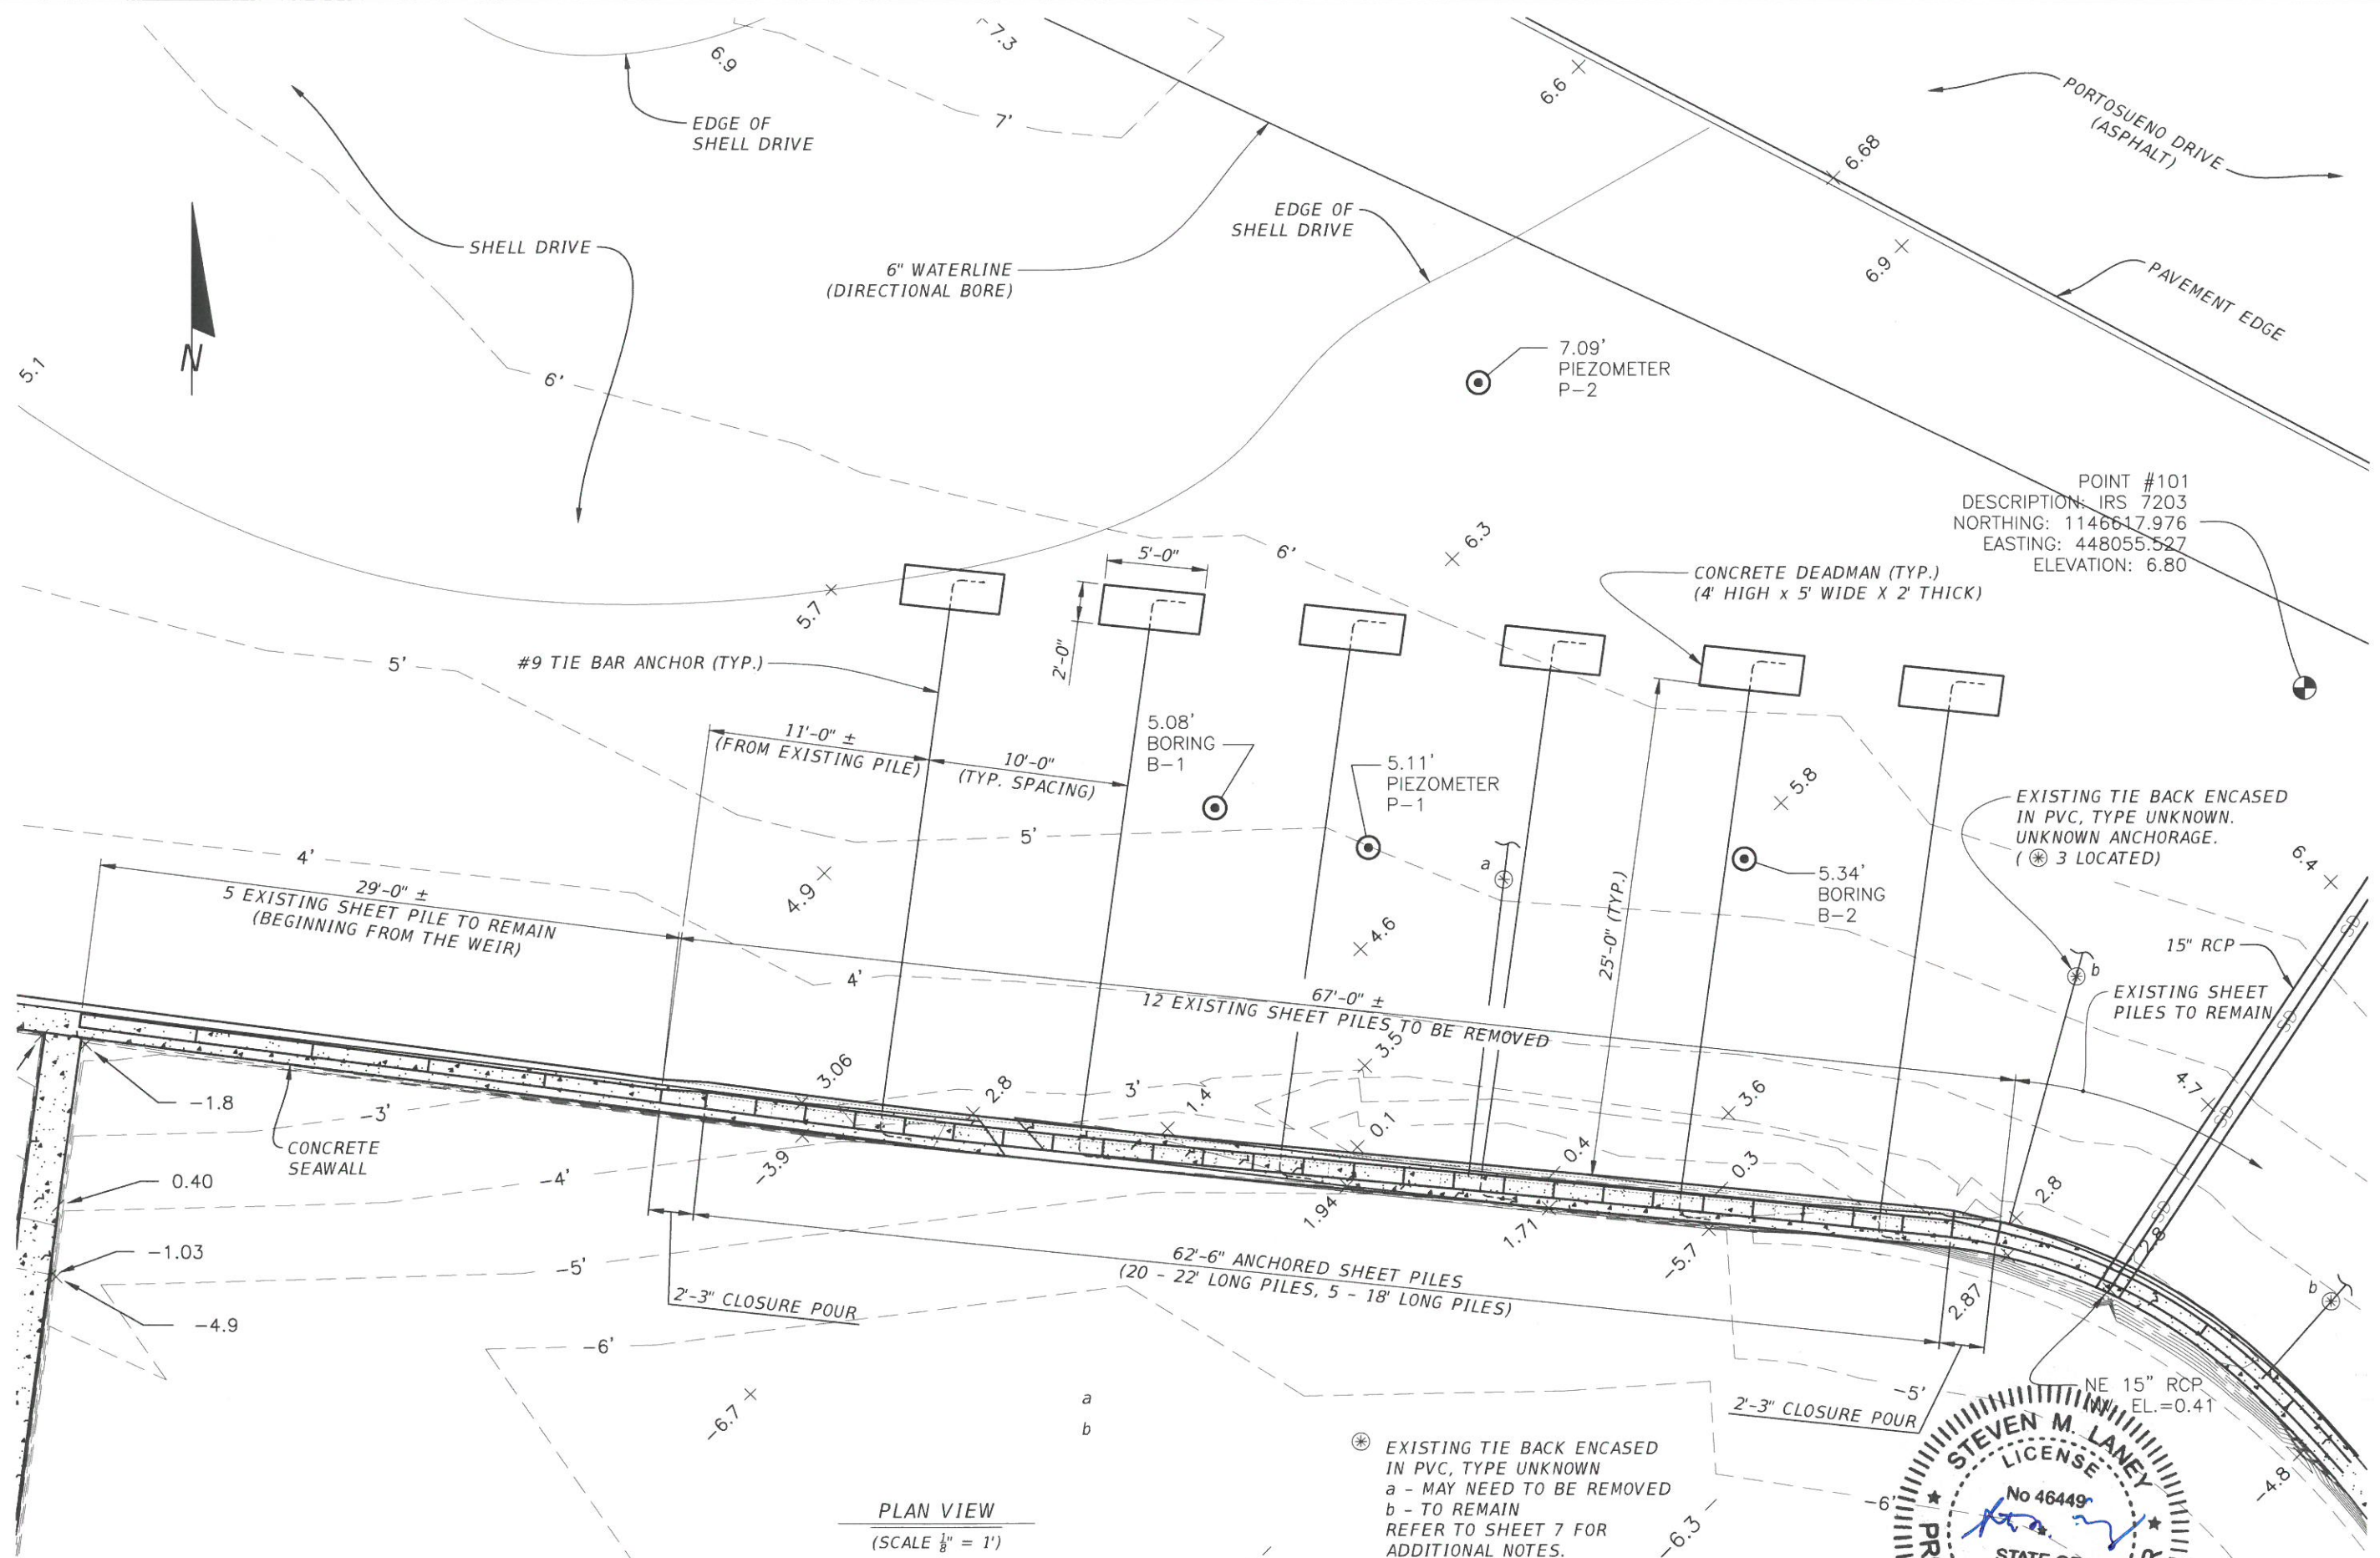 6.9
7.3
7'
EDGE OF
SHELL DRIVE
6.6
PORTOSUENO DRIVE
(ASPHALT)
6.68
SHELL DRIVE
EDGE OF
SHELL DRIVE
6" WATERLINE
(DIRECTIONAL BORE)
6.9
PAVEMENT EDGE
N
5.1
6'
7.09'
PIEZOMETER
P-2
POINT #101
DESCRIPTION: IRS 7203
NORTHING: 1146617.976
EASTING: 448055.527
ELEVATION: 6.80
6.3
6'
5'-0"
2'-0"
CONCRETE DEADMAN (TYP.)
(4' HIGH x 5' WIDE X 2' THICK)
5.7
5'
#9 TIE BAR ANCHOR (TYP.)
11'-0" ±
(FROM EXISTING PILE)
10'-0"
(TYP. SPACING)
5.08'
BORING
B-1
5.11'
PIEZOMETER
P-1
5.8
5'
a
EXISTING TIE BACK ENCASED
IN PVC, TYPE UNKNOWN.
UNKNOWN ANCHORAGE.
( 3 LOCATED)
6.4
4'
29'-0" ±
5 EXISTING SHEET PILE TO REMAIN
(BEGINNING FROM THE WEIR)
4.9
4.6
25'-0" (TYP.)
5.34'
BORING
B-2
15" RCP
b
EXISTING SHEET
PILES TO REMAIN
SD
SD
SD
SD
4'
67'-0" ±
12 EXISTING SHEET PILES TO BE REMOVED
3.5
3.06
2.8
3'
1.4
0.1
3.6
4.7
-1.8
-3'
CONCRETE
SEAWALL
-3.9
-4'
0.4
0.3
2.8
0.40
1.94
1.71
-5.7
2.8
-1.03
-5'
62'-6" ANCHORED SHEET PILES
(20 - 22' LONG PILES, 5 - 18' LONG PILES)
2.87
b
2'-3" CLOSURE POUR
-4.9
-6'
-6.7
a
b
2'-3" CLOSURE POUR
-5'
NE 15" RCP
EL.=0.41
EXISTING TIE BACK ENCASED
IN PVC, TYPE UNKNOWN
a - MAY NEED TO BE REMOVED
b - TO REMAIN
REFER TO SHEET 7 FOR
ADDITIONAL NOTES.
-6.3
-6'
-4.8
STEVEN M. LANEY
LICENSE
No 46449
PLAN VIEW
(SCALE 1/8" = 1')